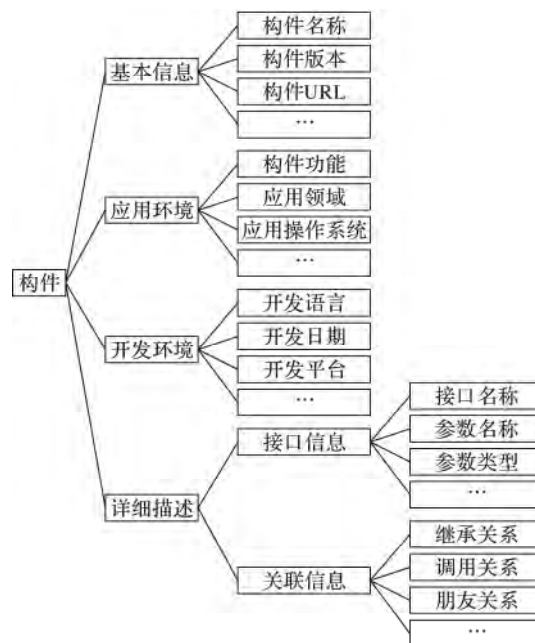 构件
基本信息
构件名称
构件版本
构件URL
…
应用环境
构件功能
应用领域
应用操作系统
…
开发环境
开发语言
开发日期
开发平台
…
详细描述
接口信息
接口名称
参数名称
参数类型
…
关联信息
继承关系
调用关系
朋友关系
…